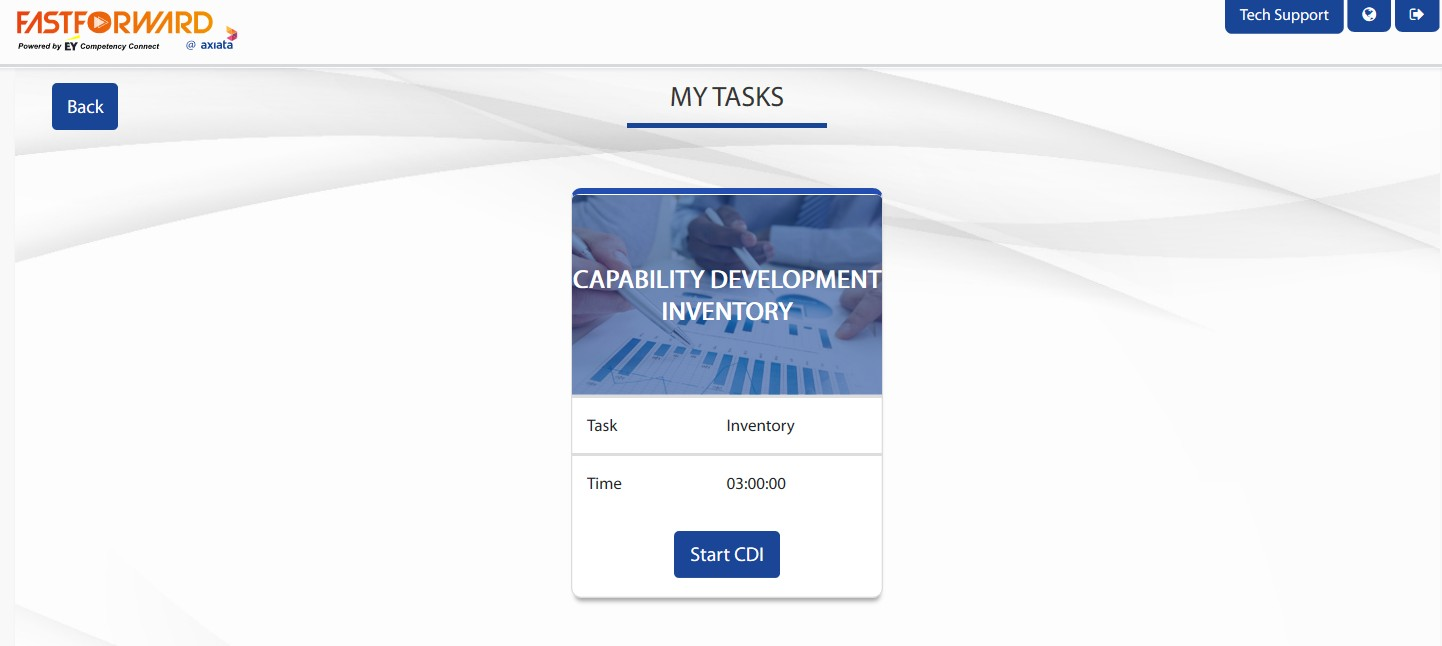 FASTFORWARD
Powered by EY Competency Connect @ axiata
Tech Support
Back
MY TASKS
CAPABILITY DEVELOPMENT
INVENTORY
Task Inventory
Time 03:00:00
Start CDI